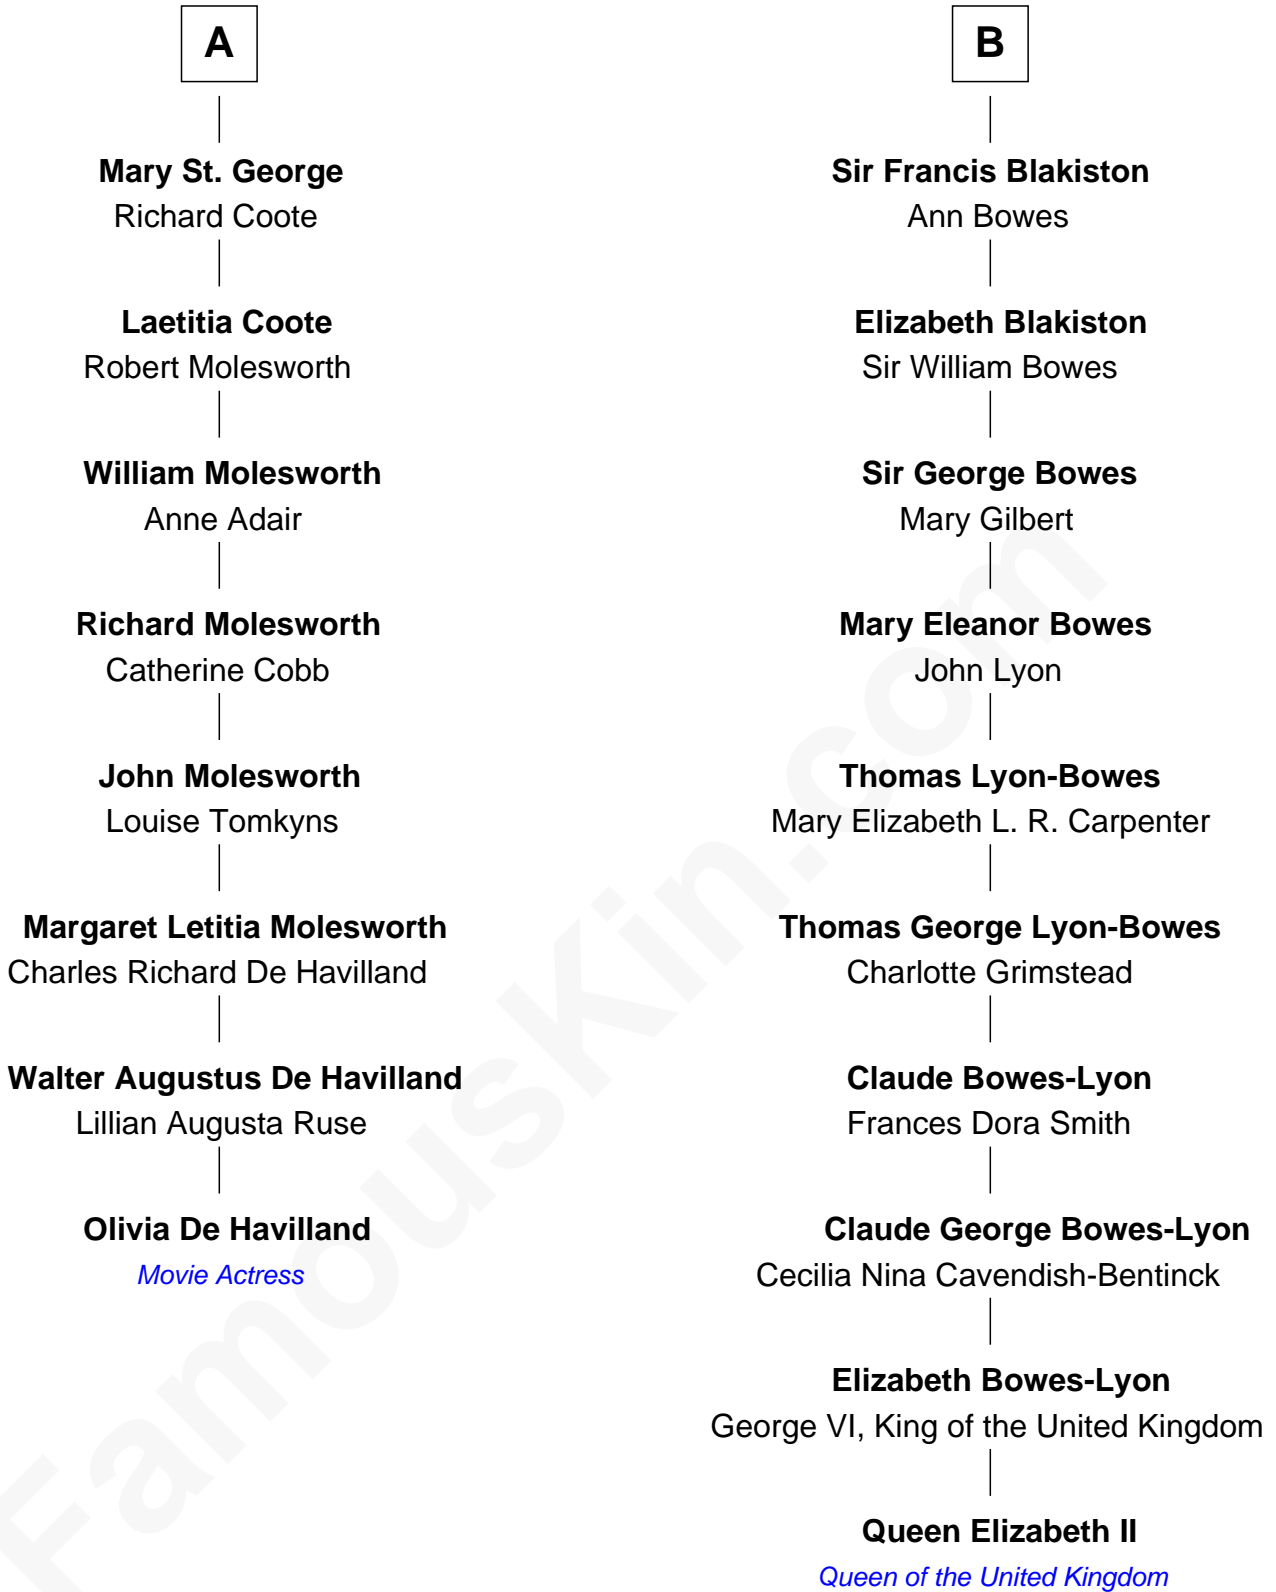 A
Mary St. George
Richard Coote
Laetitia Coote
Robert Molesworth
William Molesworth
Anne Adair
Richard Molesworth
Catherine Cobb
John Molesworth
Louise Tomkyns
Margaret Letitia Molesworth
Charles Richard De Havilland
Walter Augustus De Havilland
Lillian Augusta Ruse
Olivia De Havilland
Movie Actress
B
Sir Francis Blakiston
Ann Bowes
Elizabeth Blakiston
Sir William Bowes
Sir George Bowes
Mary Gilbert
Mary Eleanor Bowes
John Lyon
Thomas Lyon-Bowes
Mary Elizabeth L. R. Carpenter
Thomas George Lyon-Bowes
Charlotte Grimstead
Claude Bowes-Lyon
Frances Dora Smith
Claude George Bowes-Lyon
Cecilia Nina Cavendish-Bentinck
Elizabeth Bowes-Lyon
George VI, King of the United Kingdom
Queen Elizabeth II
Queen of the United Kingdom
FamousKin.com